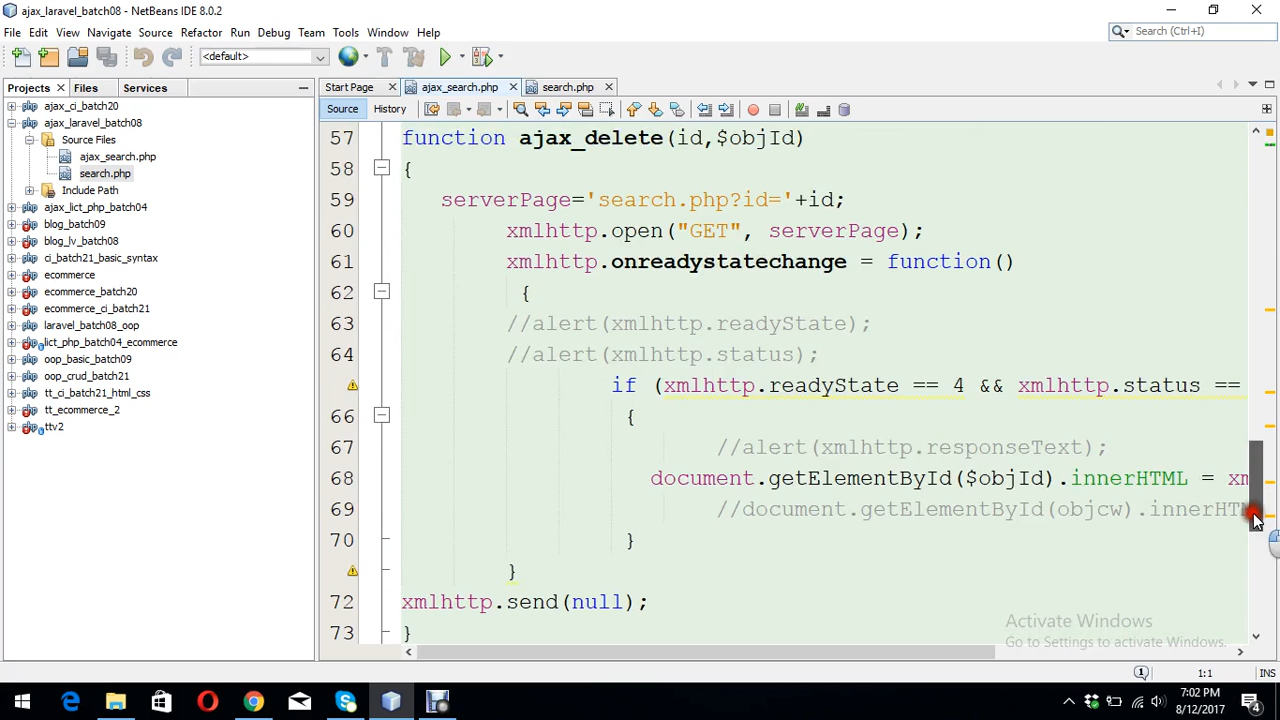 ajax_laravel_batch08 - NetBeans IDE 8.0.2
File Edit View Navigate Source Refactor Run Debug Team Tools Window Help
Search (Ctrl+I)
<default>
Projects Files Services
Start Page ajax_search.php search.php
Source History
ajax_ci_batch20
ajax_laravel_batch08
Source Files
ajax_search.php
search.php
Include Path
ajax_lict_php_batch04
blog_batch09
blog_lv_batch08
ci_batch21_basic_syntax
ecommerce
ecommerce_batch20
ecommerce_ci_batch21
laravel_batch08_oop
lict_php_batch04_ecommerce
oop_basic_batch09
oop_crud_batch21
tt_ci_batch21_html_css
tt_ecommerce_2
ttv2
57 function ajax_delete(id,$objId)
58 {
59 serverPage='search.php?id='+id;
60 xmlhttp.open("GET", serverPage);
61 xmlhttp.onreadystatechange = function()
62 {
63 //alert(xmlhttp.readyState);
64 //alert(xmlhttp.status);
if (xmlhttp.readyState == 4 && xmlhttp.status ==
66 {
67 //alert(xmlhttp.responseText);
68 document.getElementById($objId).innerHTML = xm
69 //document.getElementById(objcw).innerHTM
70 }
}
72 xmlhttp.send(null);
73 }
Activate Windows
Go to Settings to activate Windows.
1 1:1 INS
7:02 PM
8/12/2017
4